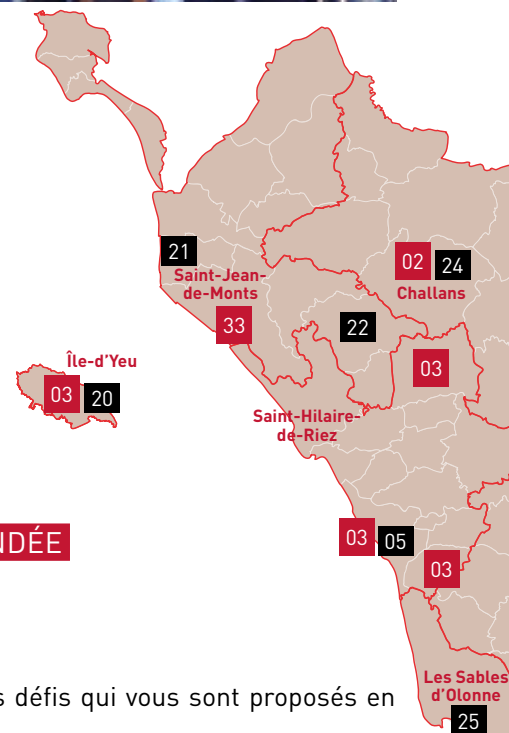 21
Saint-Jean-
de-Monts
33
02 24
Challans
22
03
Île-d'Yeu
03 20
Saint-Hilaire-
de-Riez
03 05
03
NDÉE
s défis qui vous sont proposés en
Les Sables
d'Olonne
25